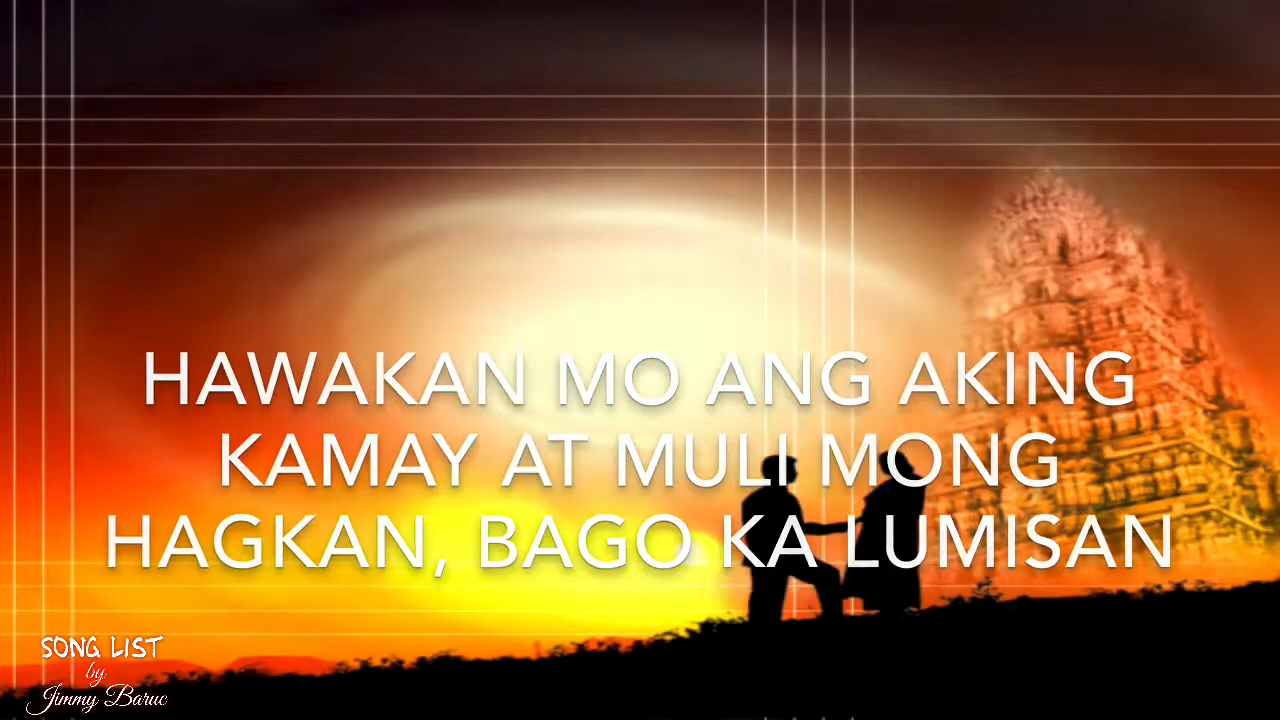 HAWAKAN MO ANG AKING
KAMAY AT MULI MONG
HAGKAN, BAGO KA LUMISAN
SONG LIST
by
Jimmy Baruc